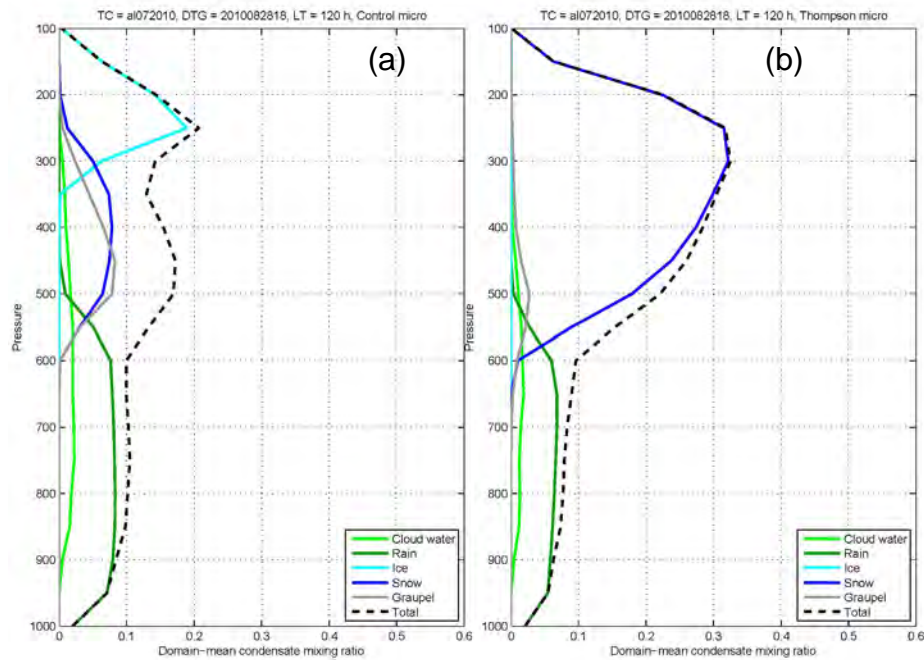 TC = al072010, DTG = 2010082818, LT = 120 h, Control micro
(a)
Pressure
100
200
300
400
500
600
700
800
900
1000
0
0.1
0.2
0.3
0.4
0.5
0.6
Domain-mean condensate mixing ratio
Cloud water
Rain
Ice
Snow
Graupel
Total
TC = al072010, DTG = 2010082818, LT = 120 h, Thompson micro
(b)
Pressure
100
200
300
400
500
600
700
800
900
1000
0
0.1
0.2
0.3
0.4
0.5
0.6
Domain-mean condensate mixing ratio
Cloud water
Rain
Ice
Snow
Graupel
Total